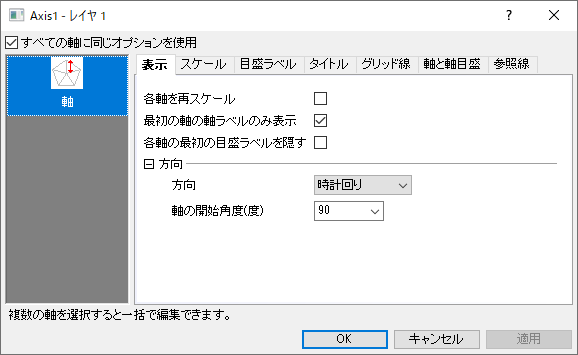 Axis1 - レイヤ 1
?
すべての軸に同じオプションを使用
軸
表示 スケール 目盛ラベル タイトル グリッド線 軸と軸目盛 参照線
各軸を再スケール
最初の軸の軸ラベルのみ表示
各軸の最初の目盛ラベルを隠す
方向
方向 時計回り
軸の開始角度(度) 90
複数の軸を選択すると一括で編集できます。
OK キャンセル 適用